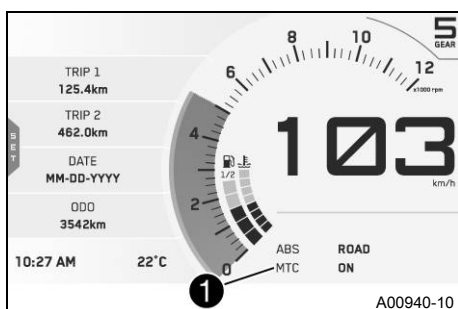 5
GEAR
8 10
6 12
x1000 rpm
TRIP 1
125.4km
TRIP 2
462.0km
SET
DATE
MM-DD-YYYY
ODO
3542km
4
1/2
2
0
103
km/h
10:27 AM 22°C
ABS ROAD
MTC ON
1
A00940-10